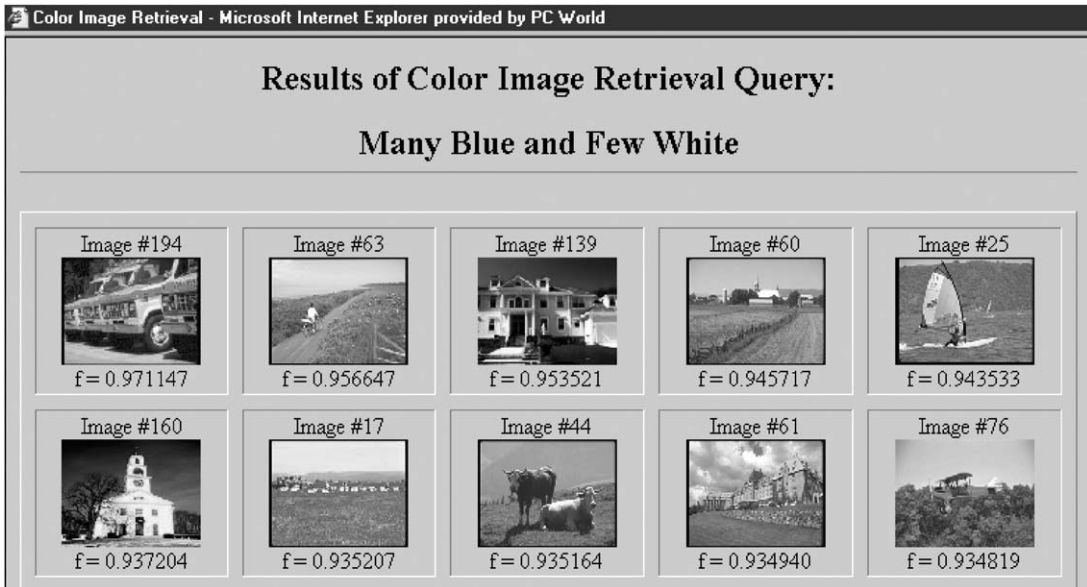 Color Image Retrieval - Microsoft Internet Explorer provided by PC World
Results of Color Image Retrieval Query:
Many Blue and Few White
Image #194
f = 0.971147
Image #63
f = 0.956647
Image #139
f = 0.953521
Image #60
f = 0.945717
Image #25
f = 0.943533
Image #160
f = 0.937204
Image #17
f = 0.935207
Image #44
f = 0.935164
Image #61
f = 0.934940
Image #76
f = 0.934819